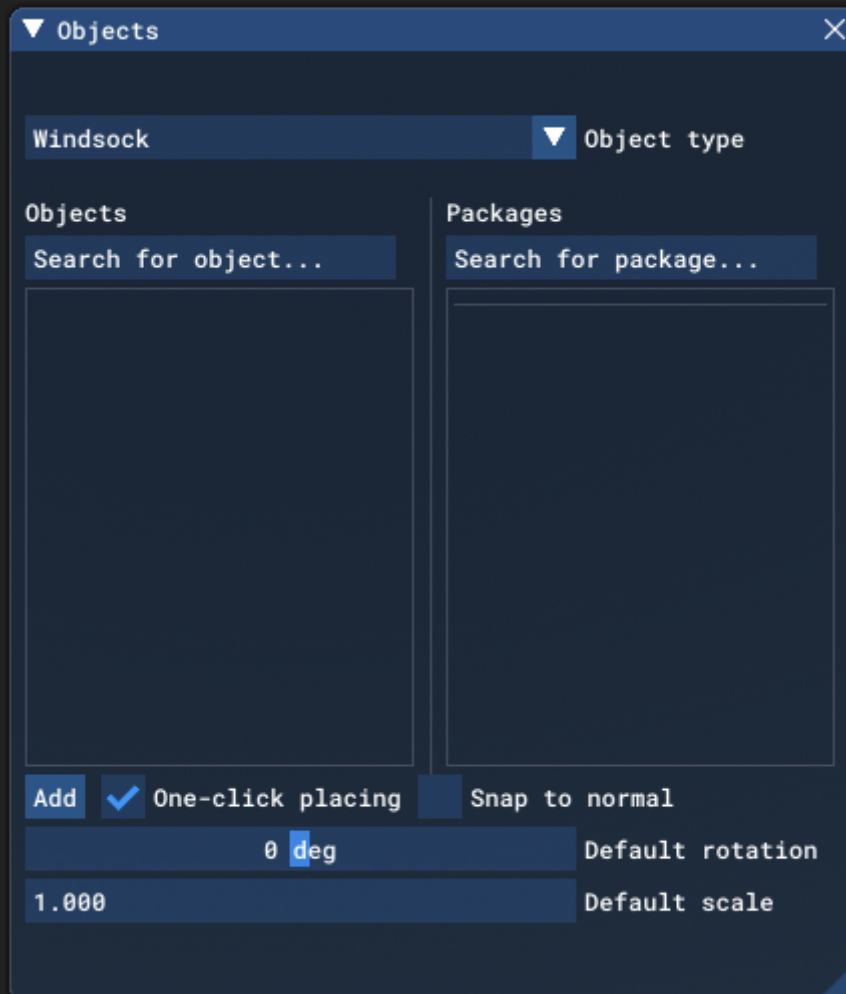 Objects
Windsock
Object type
Objects
Packages
Search for object...
Search for package...
Add
One-click placing
Snap to normal
0 deg
Default rotation
1.000
Default scale